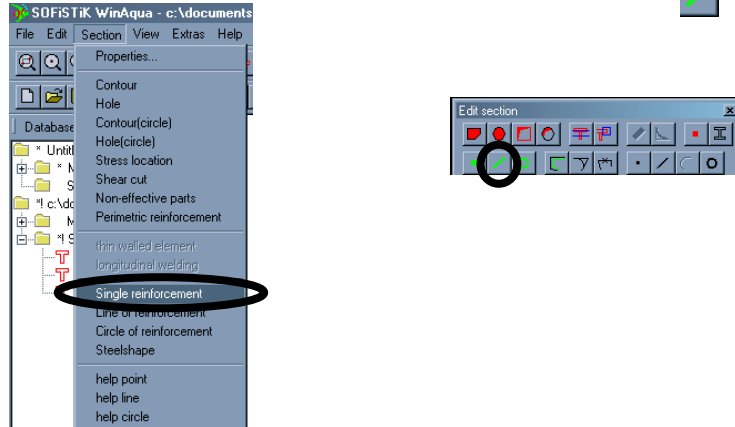 SOFiSTiK WinAqua - c:\documents
File Edit Section View Extras Help
Properties...
Contour
Hole
Contour(circle)
Hole(circle)
Stress location
Shear cut
Non-effective parts
Perimetric reinforcement
thin walled element
longitudinal welding
Single reinforcement
Line of reinforcement
Circle of reinforcement
Steelshape
help point
help line
help circle
Database
*
* M
S
*! c:\do
M
*! S
Edit section